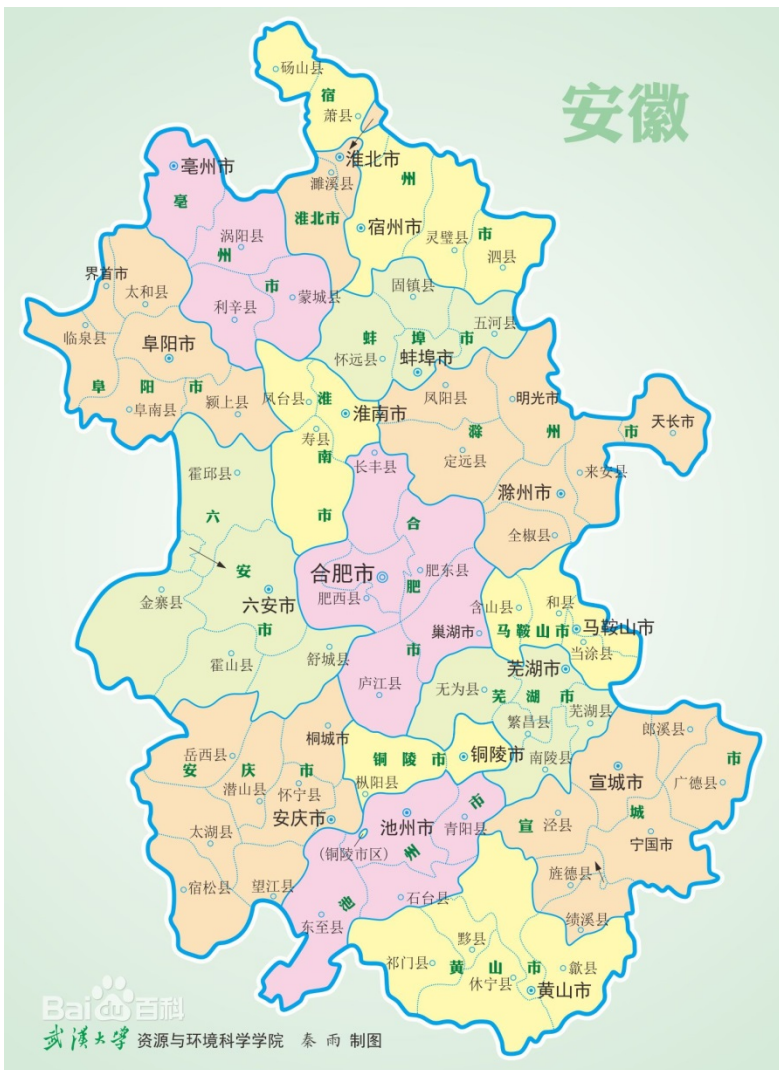 安徽
砀山县
宿
萧县
淮北市
亳州市
濉溪县
州
亳
淮北市
宿州市
涡阳县
灵璧县
市
州
泗县
界首市
太和县
市
固镇县
利辛县
蒙城县
五河县
临泉县
阜阳市
蚌埠市
怀远县
蚌埠市
阜阳市
颍上县
凤台县
淮
凤阳县
明光市
阜南县
淮南市
天长市
滁州市
寿县
南
定远县
长丰县
来安县
霍邱县
滁州市
六
市
合
全椒县
安
合肥市
肥东县
金寨县
六安市
肥西县
肥
含山县
和县
市
巢湖市
马鞍山市
马鞍山市
霍山县
舒城县
市
当涂县
庐江县
无为县
芜湖市
芜湖市
芜湖县
繁昌县
郎溪县
桐城市
岳西县
铜陵市
铜陵市
南陵县
市
安庆市
枞阳县
宣城市
广德县
潜山县
怀宁县
市
安庆市
池州市
青阳县
宣
泾县
城
太湖县
(铜陵市区)
州
宁国市
旌德县
宿松县
望江县
池
石台县
东至县
绩溪县
黟县
祁门县
黄山市
歙县
休宁县
黄山市
Bai百科
武汉大学 资源与环境科学学院 秦雨 制图